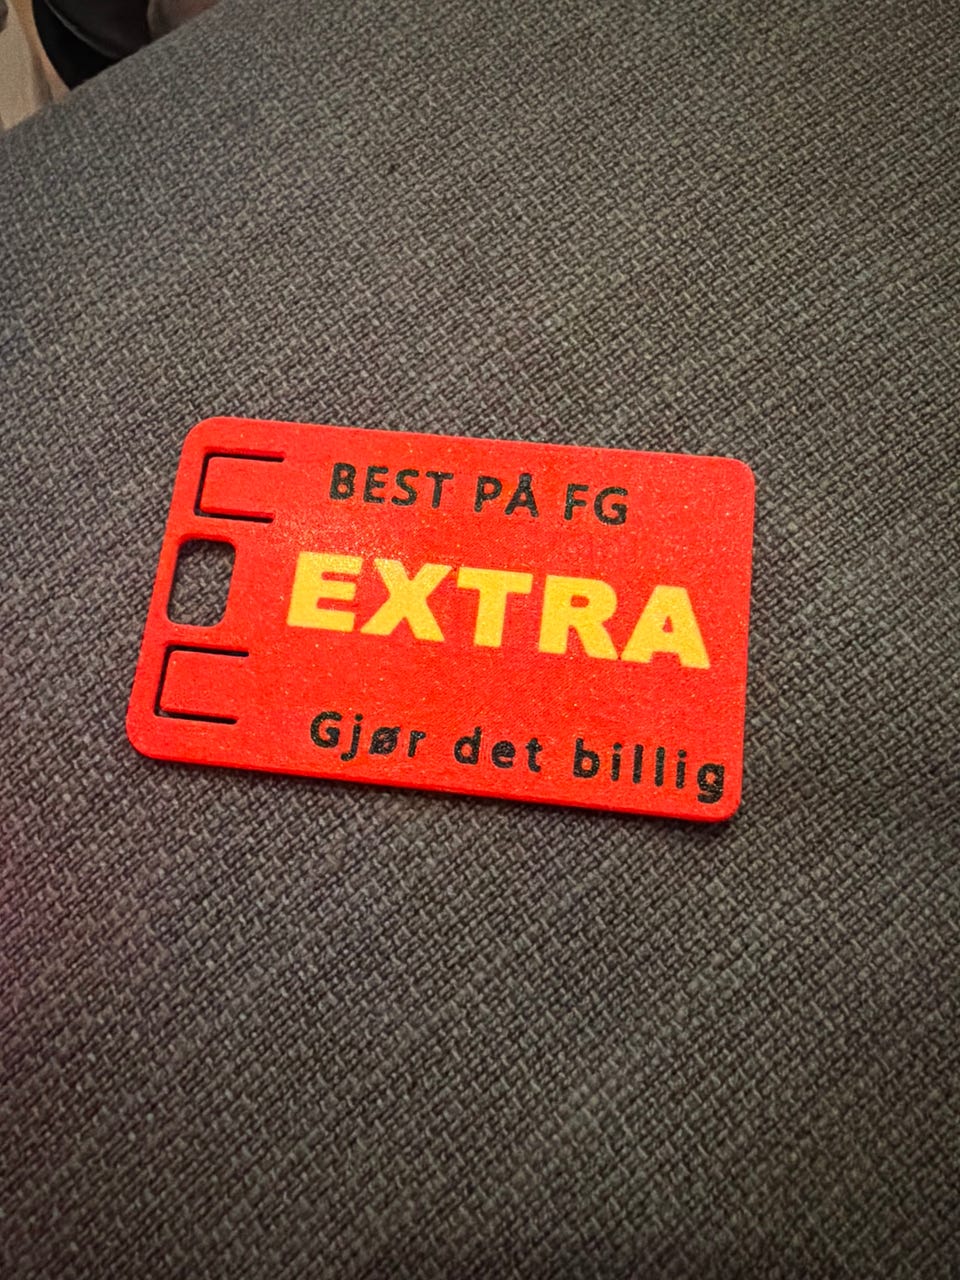 BEST PÅ FG
EXTRA
Gjør det billig